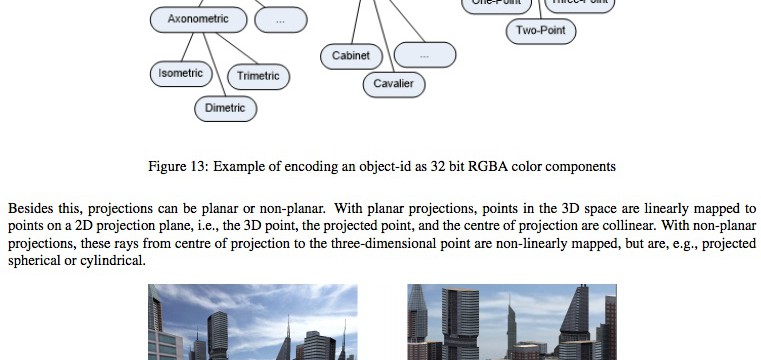 One-Point
Three-Point
Axonometric
...
Two-Point
Cabinet
...
Isometric
Trimetric
Cavalier
Dimetric
Figure 13: Example of encoding an object-id as 32 bit RGBA color components
Besides this, projections can be planar or non-planar. With planar projections, points in the 3D space are linearly mapped to
points on a 2D projection plane, i.e., the 3D point, the projected point, and the centre of projection are collinear. With non-planar
projections, these rays from centre of projection to the three-dimensional point are non-linearly mapped, but are, e.g., projected
spherical or cylindrical.